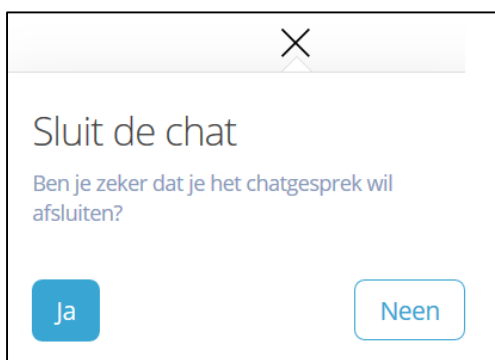 Sluit de chat
Ben je zeker dat je het chatgesprek wil
afsluiten?
Ja
Neen